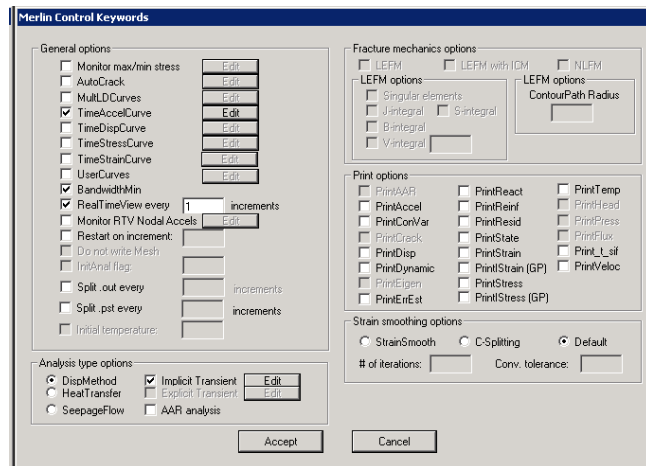 Merlin Control Keywords
General options
Monitor max/min stress Edit
AutoCrack Edit
MultLDCurves Edit
TimeAccelCurve Edit
TimeDispCurve Edit
TimeStressCurve Edit
TimeStrainCurve Edit
UserCurves Edit
BandwidthMin
RealTimeView every 1 increments
Monitor RTV Nodal Accels Edit
Restart on increment:
Do not write Mesh
InitAnal flag:
Split .out every increments
Split .pst every increments
Initial temperature:
Analysis type options
DispMethod Implicit Transient Edit
HeatTransfer Explicit Transient Edit
SeepageFlow AAR analysis
Fracture mechanics options
LEFM LEFM with ICM NLFM
LEFM options
Singular elements
J-integral S-integral
B-integral
V-integral
LEFM options
ContourPath Radius
Print options
PrintAAR PrintReact PrintTemp
PrintAccel PrintReinf PrintHead
PrintConVar PrintResid PrintPress
PrintCrack PrintState PrintFlux
PrintDisp PrintStrain Print_t_sif
PrintDynamic PrintIStrain (GP) PrintVeloc
PrintEigen PrintStress
PrintErrEst PrintIStress (GP)
Strain smoothing options
StrainSmooth C-Splitting Default
# of iterations: Conv. tolerance:
Accept Cancel